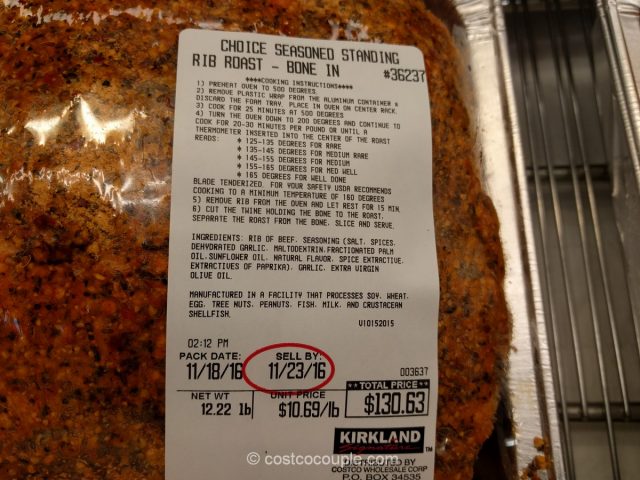 CHOICE SEASONED STANDING
RIB ROAST - BONE IN #36237
****COOKING INSTRUCTIONS****
1) PREHEAT OVEN TO 500 DEGREES.
2) REMOVE PLASTIC WRAP FROM THE ALUMINUM CONTAINER &
DISCARD THE FOAM TRAY. PLACE IN OVEN ON CENTER RACK.
3) COOK FOR 25 MINUTES AT 500 DEGREES
4) TURN THE OVEN DOWN TO 200 DEGREES AND CONTINUE TO
COOK FOR 20-30 MINUTES PER POUND OR UNTIL A
THERMOMETER INSERTED INTO THE CENTER OF THE ROAST
READS:
* 125-135 DEGREES FOR RARE
* 135-145 DEGREES FOR MEDIUM RARE
* 145-155 DEGREES FOR MEDIUM
* 155-165 DEGREES FOR MED WELL
* 165 DEGREES FOR WELL DONE
BLADE TENDERIZED. FOR YOUR SAFETY USDA RECOMMENDS
COOKING TO A MINIMUM TEMPERATURE OF 160 DEGREES
5) REMOVE RIB FROM THE OVEN AND LET REST FOR 15 MIN.
6) CUT THE TWINE HOLDING THE BONE TO THE ROAST.
SEPARATE THE ROAST FROM THE BONE. SLICE AND SERVE.
INGREDIENTS: RIB OF BEEF, SEASONING (SALT, SPICES,
DEHYDRATED GARLIC, MALTODEXTRIN, FRACTIONATED PALM
OIL, SUNFLOWER OIL, NATURAL FLAVOR, SPICE EXTRACTIVE,
EXTRACTIVES OF PAPRIKA), GARLIC, EXTRA VIRGIN
OLIVE OIL.
MANUFACTURED IN A FACILITY THAT PROCESSES SOY, WHEAT,
EGG, TREE NUTS, PEANUTS, FISH, MILK, AND CRUSTACEAN
SHELLFISH.
V10152015
02:12 PM
PACK DATE: SELL BY:
11/18/16 11/23/16 003637
NET WT UNIT PRICE **TOTAL PRICE**
12.22 lb $10.69/lb $130.63
KIRKLAND
Signature
DISTRIBUTED BY
COSTCO WHOLESALE CORP
P.O. BOX 34535
© costcocouple.com